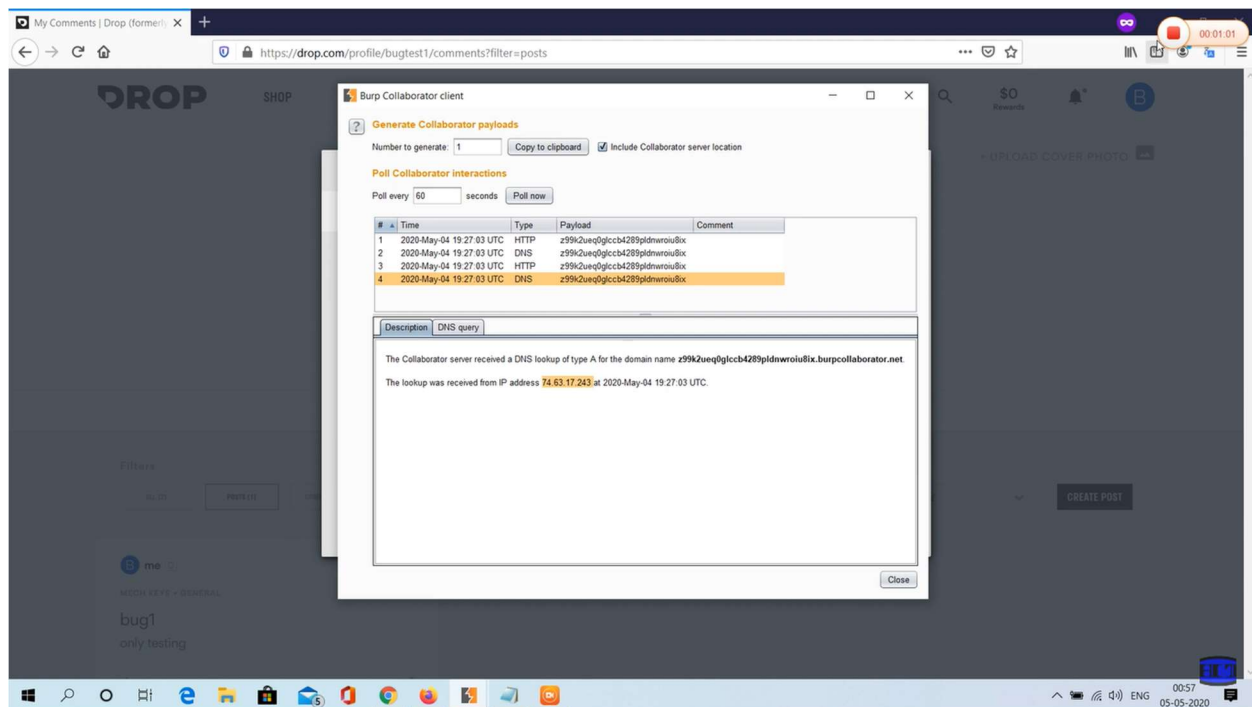 My Comments | Drop (formerly
00:01:01
https://drop.com/profile/bugtest1/comments?filter=posts
DROP
SHOP
$0
Rewards
B
+ UPLOAD COVER PHOTO
Burp Collaborator client
Generate Collaborator payloads
Number to generate: 1 Copy to clipboard Include Collaborator server location
Poll Collaborator interactions
Poll every 60 seconds Poll now
# Time Type Payload Comment
1 2020-May-04 19:27:03 UTC HTTP z99k2ueq0glccb4289pldnwroiu8ix
2 2020-May-04 19:27:03 UTC DNS z99k2ueq0glccb4289pldnwroiu8ix
3 2020-May-04 19:27:03 UTC HTTP z99k2ueq0glccb4289pldnwroiu8ix
4 2020-May-04 19:27:03 UTC DNS z99k2ueq0glccb4289pldnwroiu8ix
Description DNS query
The Collaborator server received a DNS lookup of type A for the domain name z99k2ueq0glccb4289pldnwroiu8ix.burpcollaborator.net.
The lookup was received from IP address 74.63.17.243 at 2020-May-04 19:27:03 UTC.
Close
Filters
CREATE POST
B me
bug1
only testing
5
ENG
00:57
05-05-2020